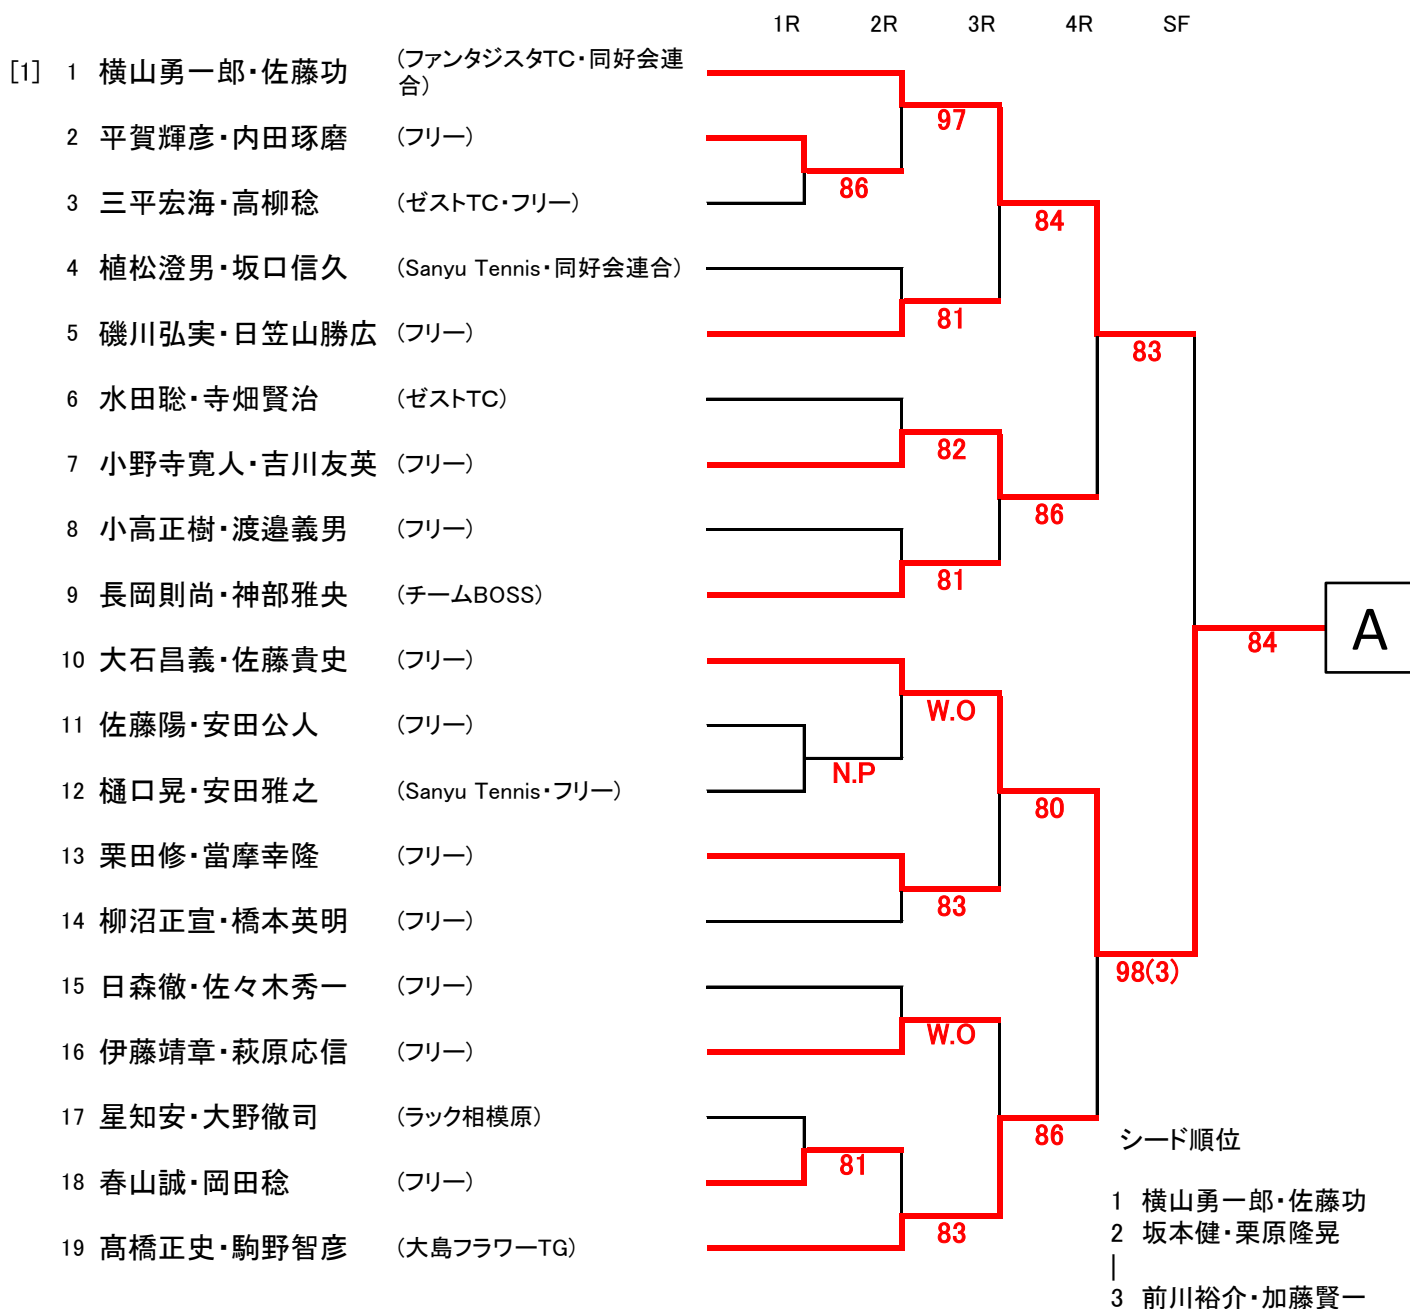 1R 2R 3R 4R SF
[1] 1 横山勇一郎・佐藤功 (ファンタジスタTC・同好会連
合)
97
2 平賀輝彦・内田琢磨 (フリー)
86
3 三平宏海・高柳稔 (ゼストTC・フリー)
84
4 植松澄男・坂口信久 (Sanyu Tennis・同好会連合)
81
5 磯川弘実・日笠山勝広 (フリー)
83
6 水田聡・寺畑賢治 (ゼストTC)
82
7 小野寺寛人・吉川友英 (フリー)
86
8 小高正樹・渡邉義男 (フリー)
81
9 長岡則尚・神部雅央 (チームBOSS)
84 A
10 大石昌義・佐藤貴史 (フリー)
W.O
11 佐藤陽・安田公人 (フリー)
N.P
12 樋口晃・安田雅之 (Sanyu Tennis・フリー)
80
13 栗田修・當摩幸隆 (フリー)
83
14 柳沼正宣・橋本英明 (フリー)
98(3)
15 日森徹・佐々木秀一 (フリー)
W.O
16 伊藤靖章・萩原応信 (フリー)
17 星知安・大野徹司 (ラック相模原)
86
シード順位
81
18 春山誠・岡田稔 (フリー)
1 横山勇一郎・佐藤功
83
2 坂本健・栗原隆晃
19 髙橋正史・駒野智彦 (大島フラワーTG)
|
3 前川裕介・加藤賢一